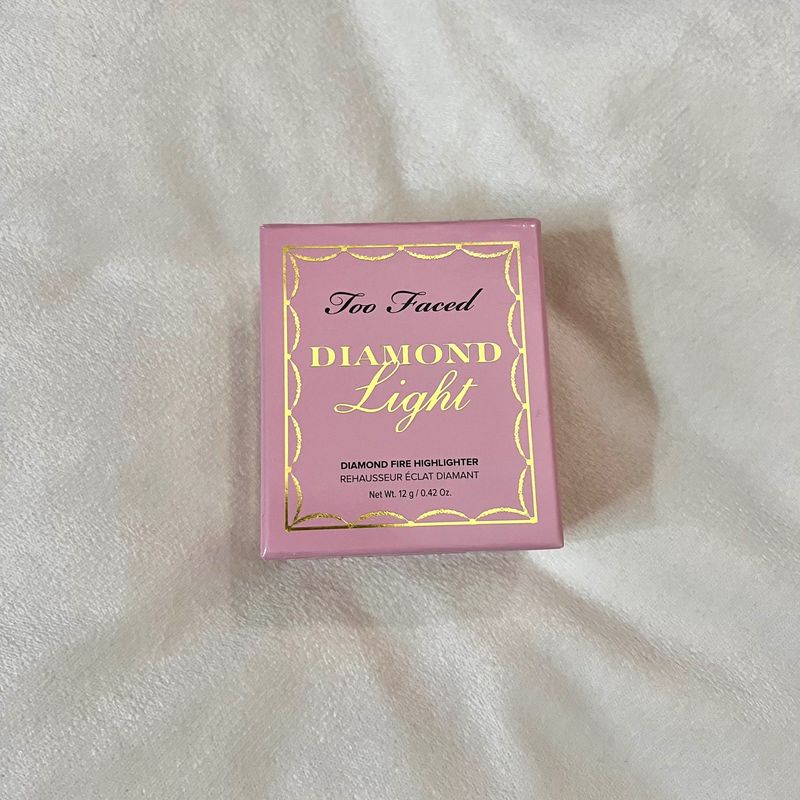 Too Faced
DIAMOND
Light
DIAMOND FIRE HIGHLIGHTER
REHAUSSEUR ÉCLAT DIAMANT
Net Wt. 12 g / 0.42 Oz.